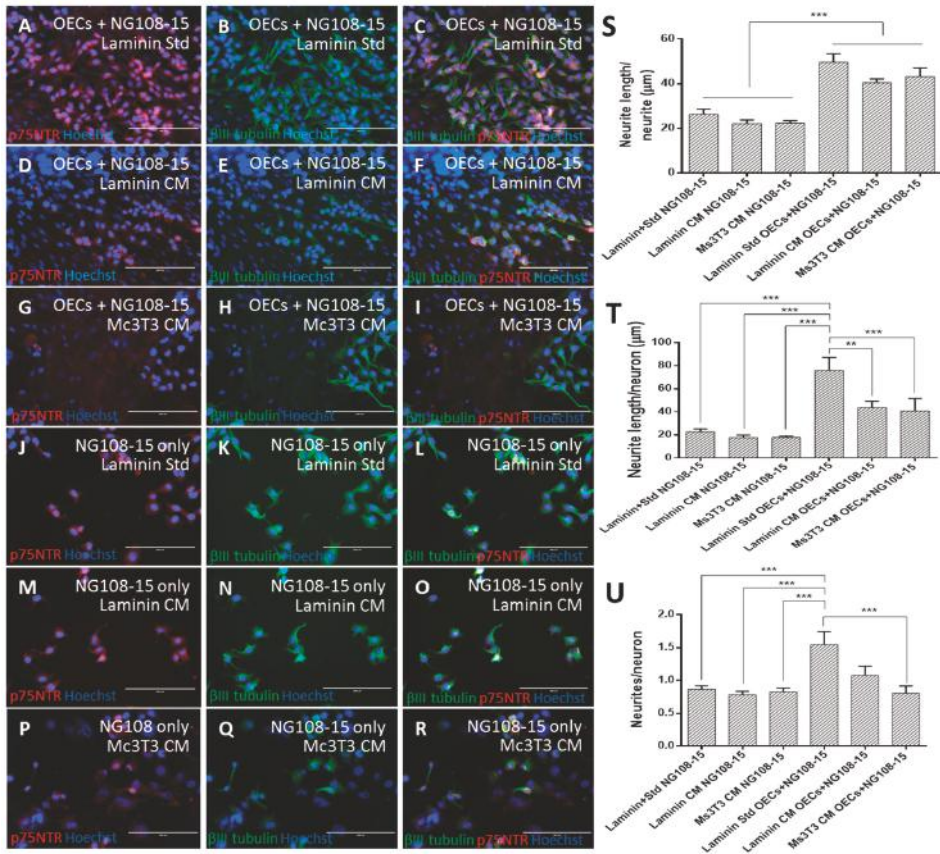 A OECs + NG108-15
Laminin Std
p75NTR Hoechst
B OECs + NG108-15
Laminin Std
βIII tubulin Hoechst
C OECs + NG108-15
Laminin Std
βIII tubulin p75NTR Hoechst
D OECs + NG108-15
Laminin CM
p75NTR Hoechst
E OECs + NG108-15
Laminin CM
βIII tubulin Hoechst
F OECs + NG108-15
Laminin CM
βIII tubulin p75NTR Hoechst
G OECs + NG108-15
Mc3T3 CM
p75NTR Hoechst
H OECs + NG108-15
Mc3T3 CM
βIII tubulin Hoechst
I OECs + NG108-15
Mc3T3 CM
βIII tubulin p75NTR Hoechst
J NG108-15 only
Laminin Std
p75NTR Hoechst
K NG108-15 only
Laminin Std
βIII tubulin Hoechst
L NG108-15 only
Laminin Std
βIII tubulin p75NTR Hoechst
M NG108-15 only
Laminin CM
p75NTR Hoechst
N NG108-15 only
Laminin CM
βIII tubulin Hoechst
O NG108-15 only
Laminin CM
βIII tubulin p75NTR Hoechst
P NG108 only
Mc3T3 CM
p75NTR Hoechst
Q NG108-15 only
Mc3T3 CM
βIII tubulin Hoechst
R NG108-15 only
Mc3T3 CM
βIII tubulin p75NTR Hoechst
S
***
Neurite length/
neurite (μm)
60
40
20
0
Laminin+Std NG108-15
Laminin CM NG108-15
Ms3T3 CM NG108-15
Laminin Std OECs+NG108-15
Laminin CM OECs+NG108-15
Ms3T3 CM OECs+NG108-15
T
***
***
***
***
**
Neurite length/neuron (μm)
100
80
60
40
20
0
Laminin+Std NG108-15
Laminin CM NG108-15
Ms3T3 CM NG108-15
Laminin Std OECs+NG108-15
Laminin CM OECs+NG108-15
Ms3T3 CM OECs+NG108-15
U
***
***
***
***
Neurites/neuron
2.0
1.5
1.0
0.5
0.0
Laminin+Std NG108-15
Laminin CM NG108-15
Ms3T3 CM NG108-15
Laminin Std OECs+NG108-15
Laminin CM OECs+NG108-15
Ms3T3 CM OECs+NG108-15